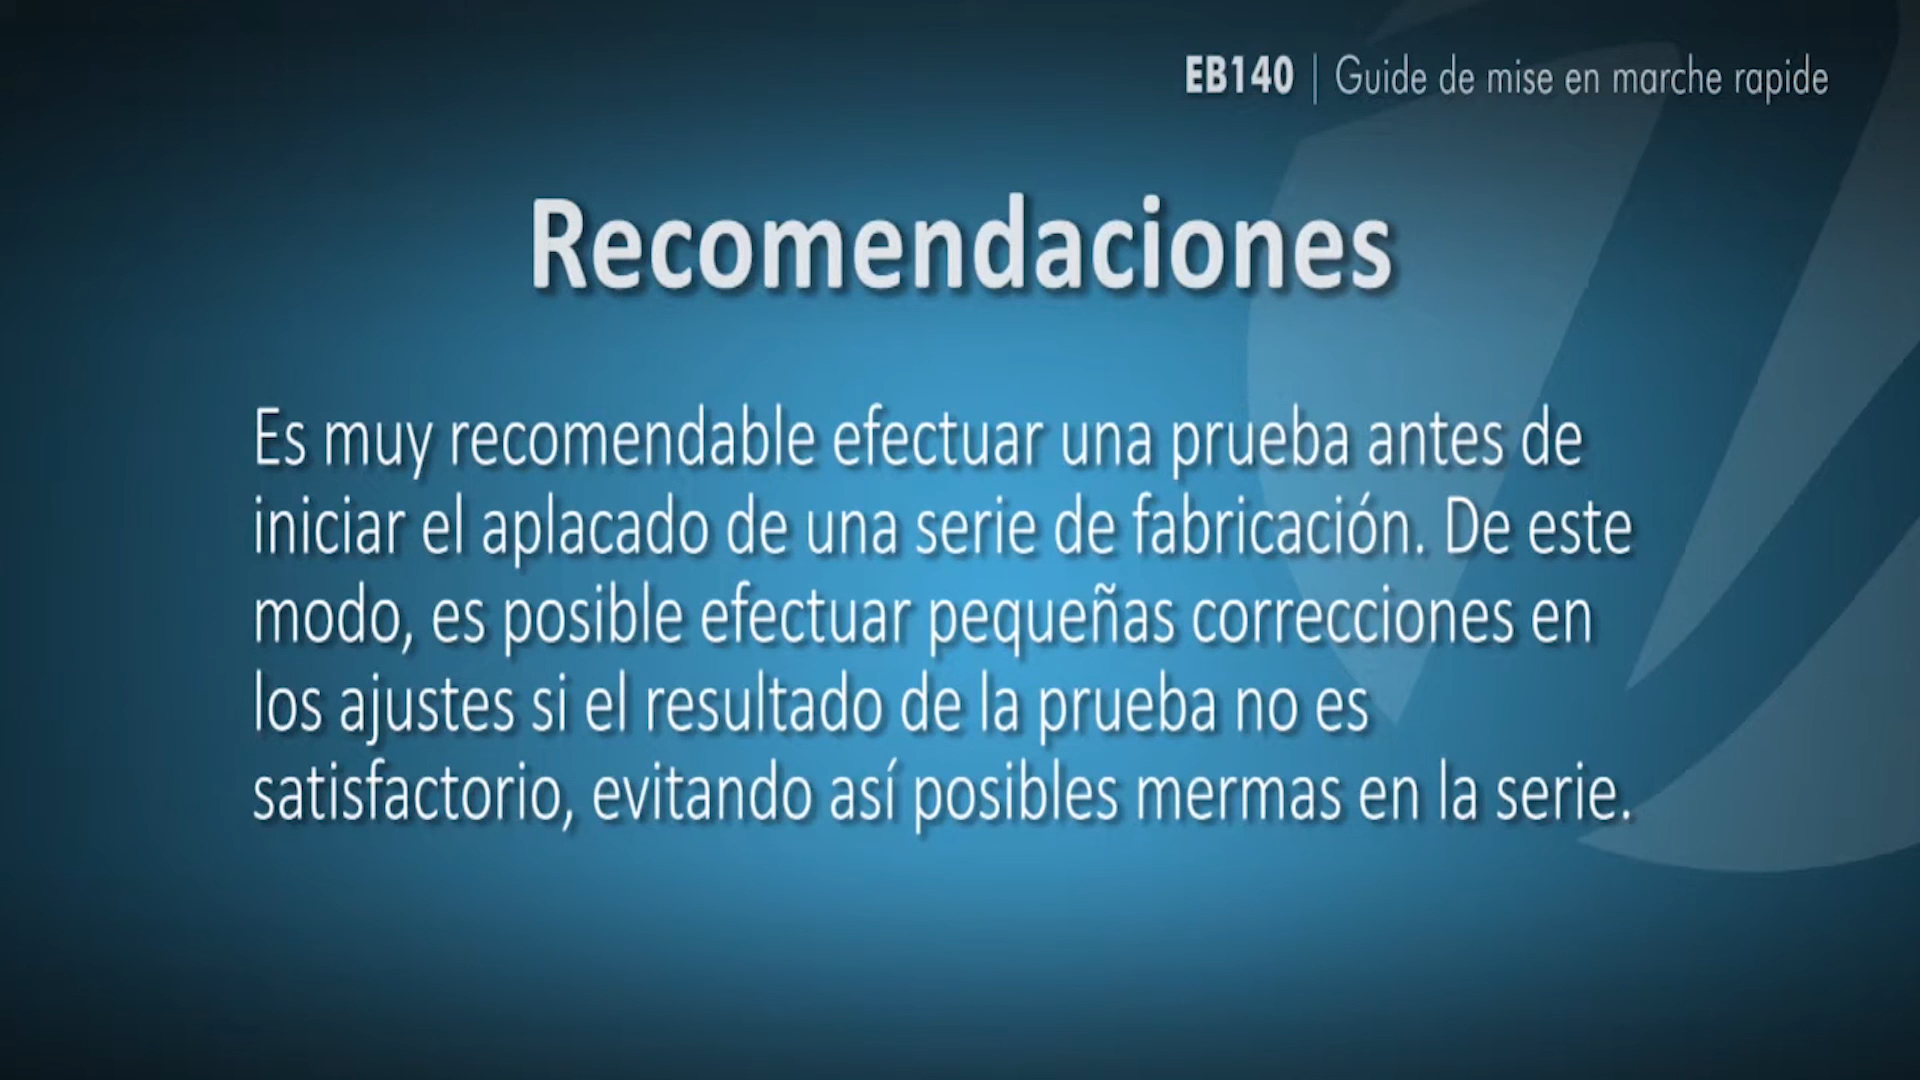 EB140 | Guide de mise en marche rapide
Recomendaciones
Es muy recomendable efectuar una prueba antes de
iniciar el aplacado de una serie de fabricación. De este
modo, es posible efectuar pequeñas correcciones en
los ajustes si el resultado de la prueba no es
satisfactorio, evitando así posibles mermas en la serie.